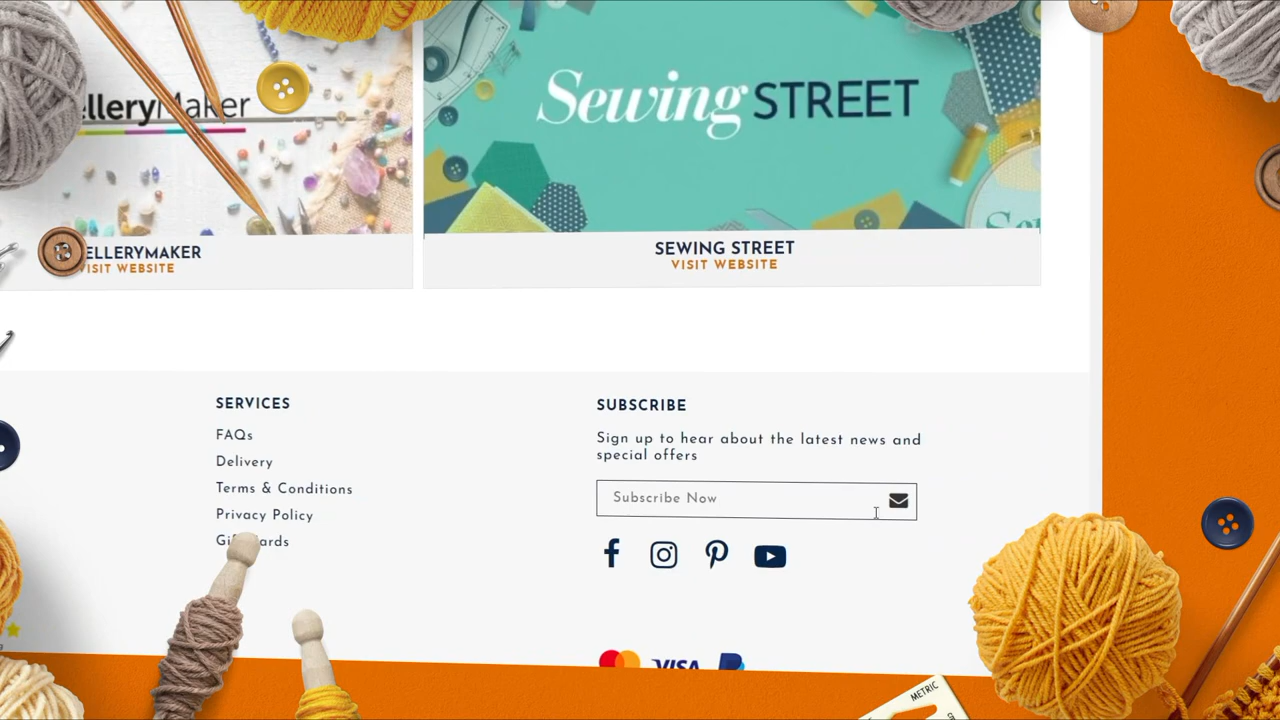 elleryMaker
Sewing STREET
ELLERYMAKER
VISIT WEBSITE
SEWING STREET
VISIT WEBSITE
SERVICES
FAQs
Delivery
Terms & Conditions
Privacy Policy
Gift Cards
SUBSCRIBE
Sign up to hear about the latest news and
special offers
Subscribe Now
VISA
METRIC